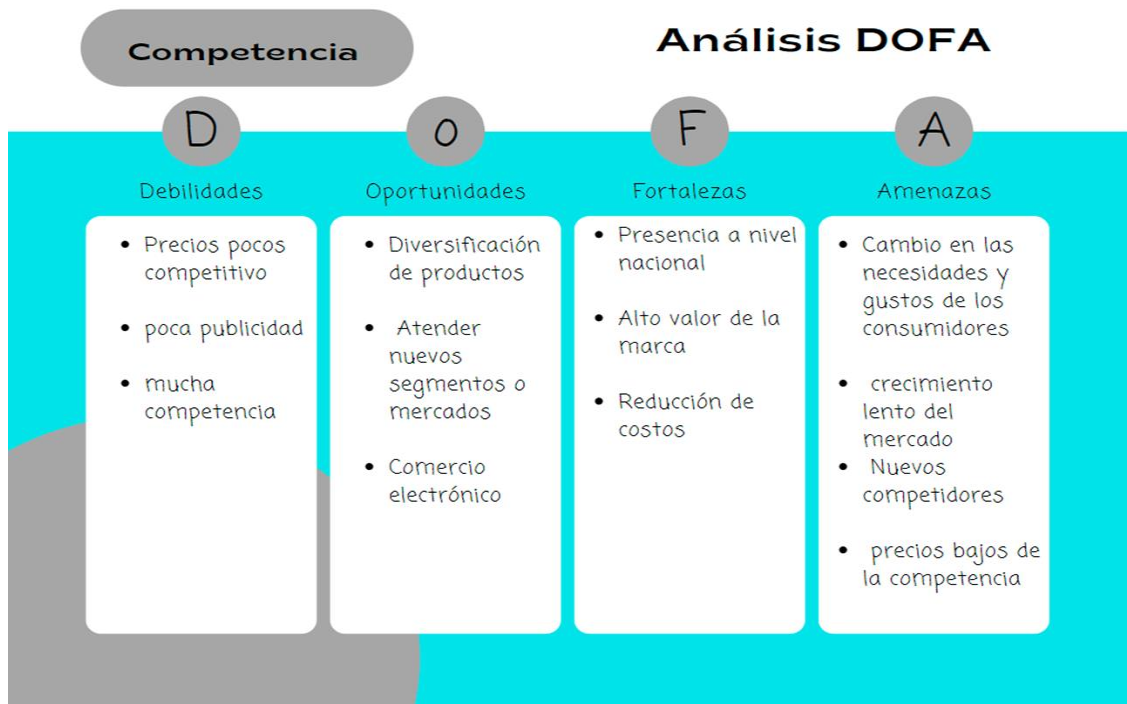 Competencia
Análisis DOFA
D
O
F
A
Debilidades
Oportunidades
Fortalezas
Amenazas
• Precios pocos
competitivo
• poca publicidad
• mucha
competencia
• Diversificación
de productos
• Atender
nuevos
segmentos o
mercados
• Comercio
electrónico
• Presencia a nivel
nacional
• Alto valor de la
marca
• Reducción de
costos
• Cambio en las
necesidades y
gustos de los
consumidores
• crecimiento
lento del
mercado
• Nuevos
competidores
• precios bajos de
la competencia